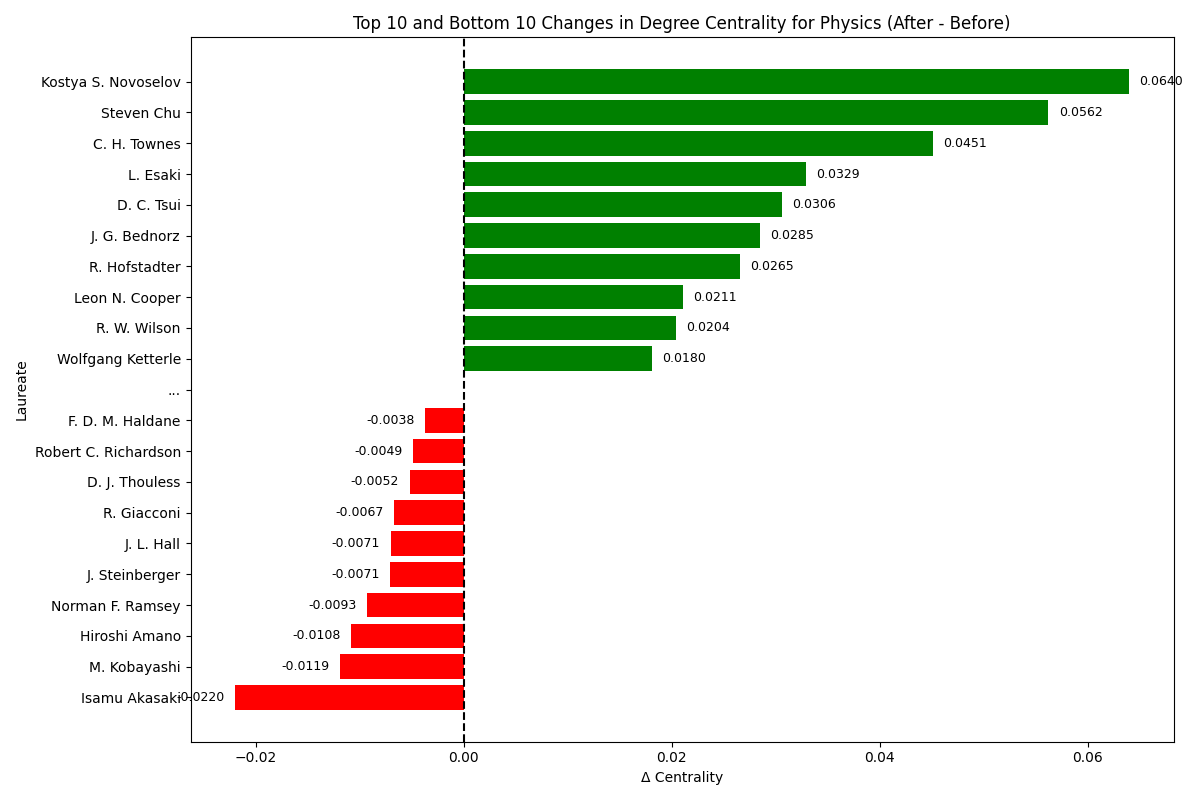 Top 10 and Bottom 10 Changes in Degree Centrality for Physics (After - Before)
Kostya S. Novoselov 0.0640
Steven Chu 0.0562
C. H. Townes 0.0451
L. Esaki 0.0329
D. C. Tsui 0.0306
J. G. Bednorz 0.0285
R. Hofstadter 0.0265
Leon N. Cooper 0.0211
R. W. Wilson 0.0204
Wolfgang Ketterle 0.0180
...
F. D. M. Haldane -0.0038
Robert C. Richardson -0.0049
D. J. Thouless -0.0052
R. Giacconi -0.0067
J. L. Hall -0.0071
J. Steinberger -0.0071
Norman F. Ramsey -0.0093
Hiroshi Amano -0.0108
M. Kobayashi -0.0119
Isamu Akasaki -0.0220
Laureate
−0.02 0.00 0.02 0.04 0.06
Δ Centrality